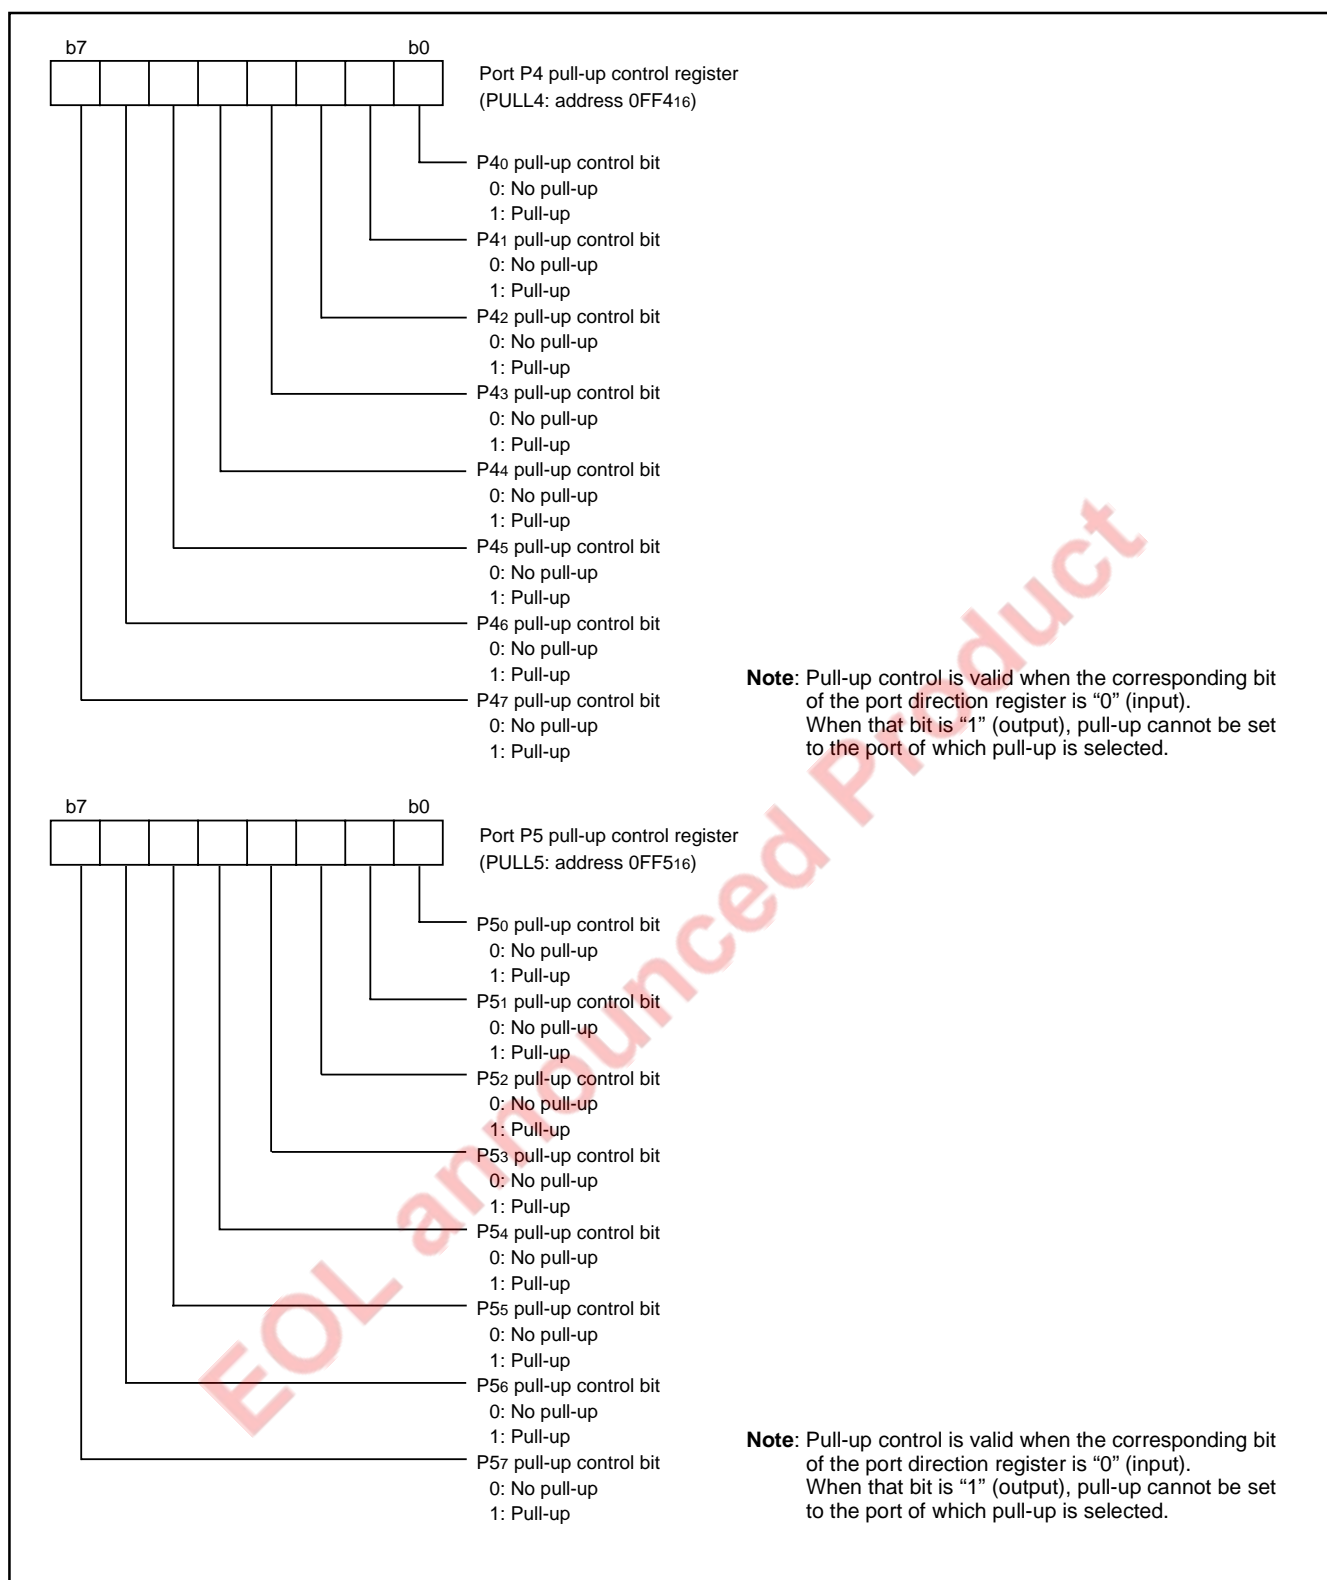 b7 b0
Port P4 pull-up control register
(PULL4: address 0FF416)
P40 pull-up control bit
0: No pull-up
1: Pull-up
P41 pull-up control bit
0: No pull-up
1: Pull-up
P42 pull-up control bit
0: No pull-up
1: Pull-up
P43 pull-up control bit
0: No pull-up
1: Pull-up
P44 pull-up control bit
0: No pull-up
1: Pull-up
P45 pull-up control bit
0: No pull-up
1: Pull-up
P46 pull-up control bit
0: No pull-up
1: Pull-up
P47 pull-up control bit
0: No pull-up
1: Pull-up
Note: Pull-up control is valid when the corresponding bit
of the port direction register is “0” (input).
When that bit is “1” (output), pull-up cannot be set
to the port of which pull-up is selected.
b7 b0
Port P5 pull-up control register
(PULL5: address 0FF516)
P50 pull-up control bit
0: No pull-up
1: Pull-up
P51 pull-up control bit
0: No pull-up
1: Pull-up
P52 pull-up control bit
0: No pull-up
1: Pull-up
P53 pull-up control bit
0: No pull-up
1: Pull-up
P54 pull-up control bit
0: No pull-up
1: Pull-up
P55 pull-up control bit
0: No pull-up
1: Pull-up
P56 pull-up control bit
0: No pull-up
1: Pull-up
P57 pull-up control bit
0: No pull-up
1: Pull-up
Note: Pull-up control is valid when the corresponding bit
of the port direction register is “0” (input).
When that bit is “1” (output), pull-up cannot be set
to the port of which pull-up is selected.
EOL announced Product